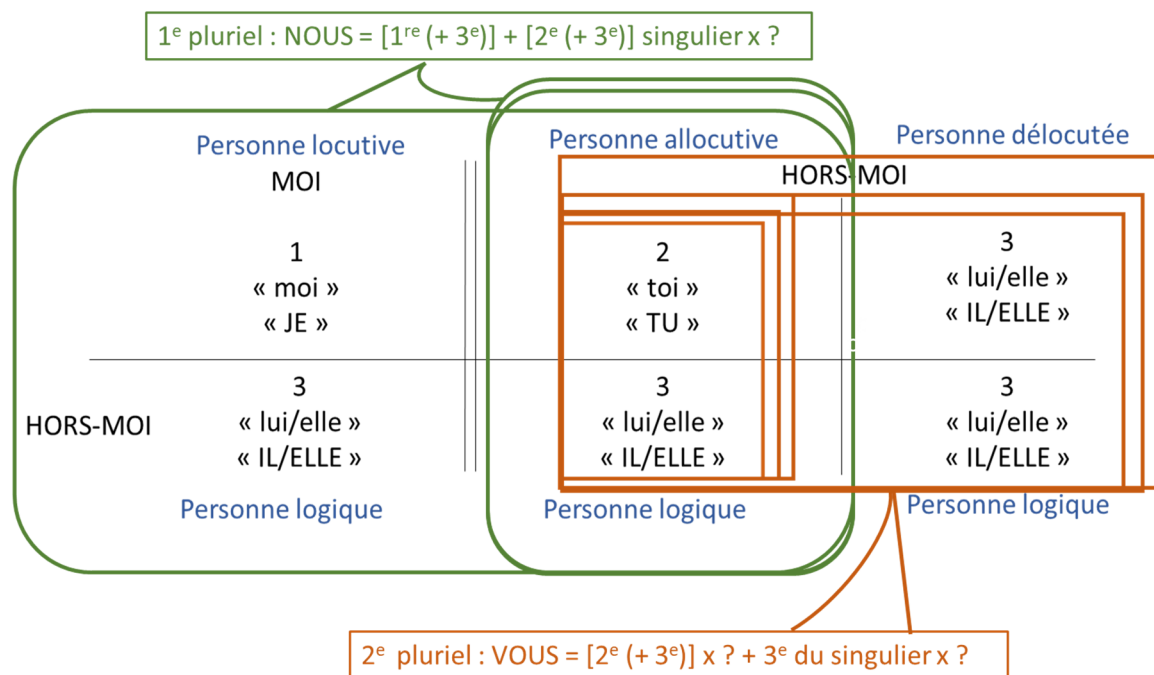 1ᵉ pluriel : NOUS = [1ʳᵉ (+ 3ᵉ)] + [2ᵉ (+ 3ᵉ)] singulier x ?
Personne locutive
Personne allocutive
Personne délocutée
MOI
HORS-MOI
1
« moi »
« JE »
2
« toi »
« TU »
3
« lui/elle »
« IL/ELLE »
HORS-MOI
3
« lui/elle »
« IL/ELLE »
3
« lui/elle »
« IL/ELLE »
3
« lui/elle »
« IL/ELLE »
Personne logique
Personne logique
Personne logique
2ᵉ pluriel : VOUS = [2ᵉ (+ 3ᵉ)] x ? + 3ᵉ du singulier x ?